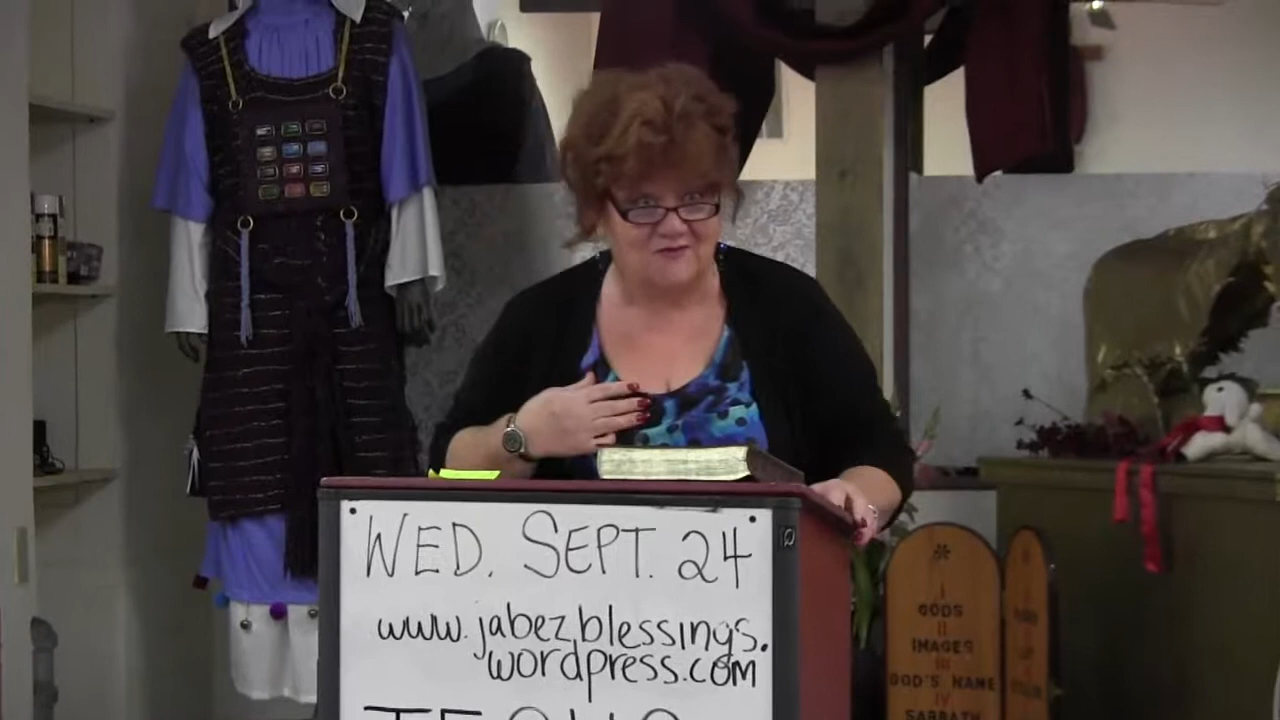 WED. SEPT. 24
www.jabezblessings.
wordpress.com
I
GODS
II
IMAGES
III
GOD'S NAME
IV
SABBATH